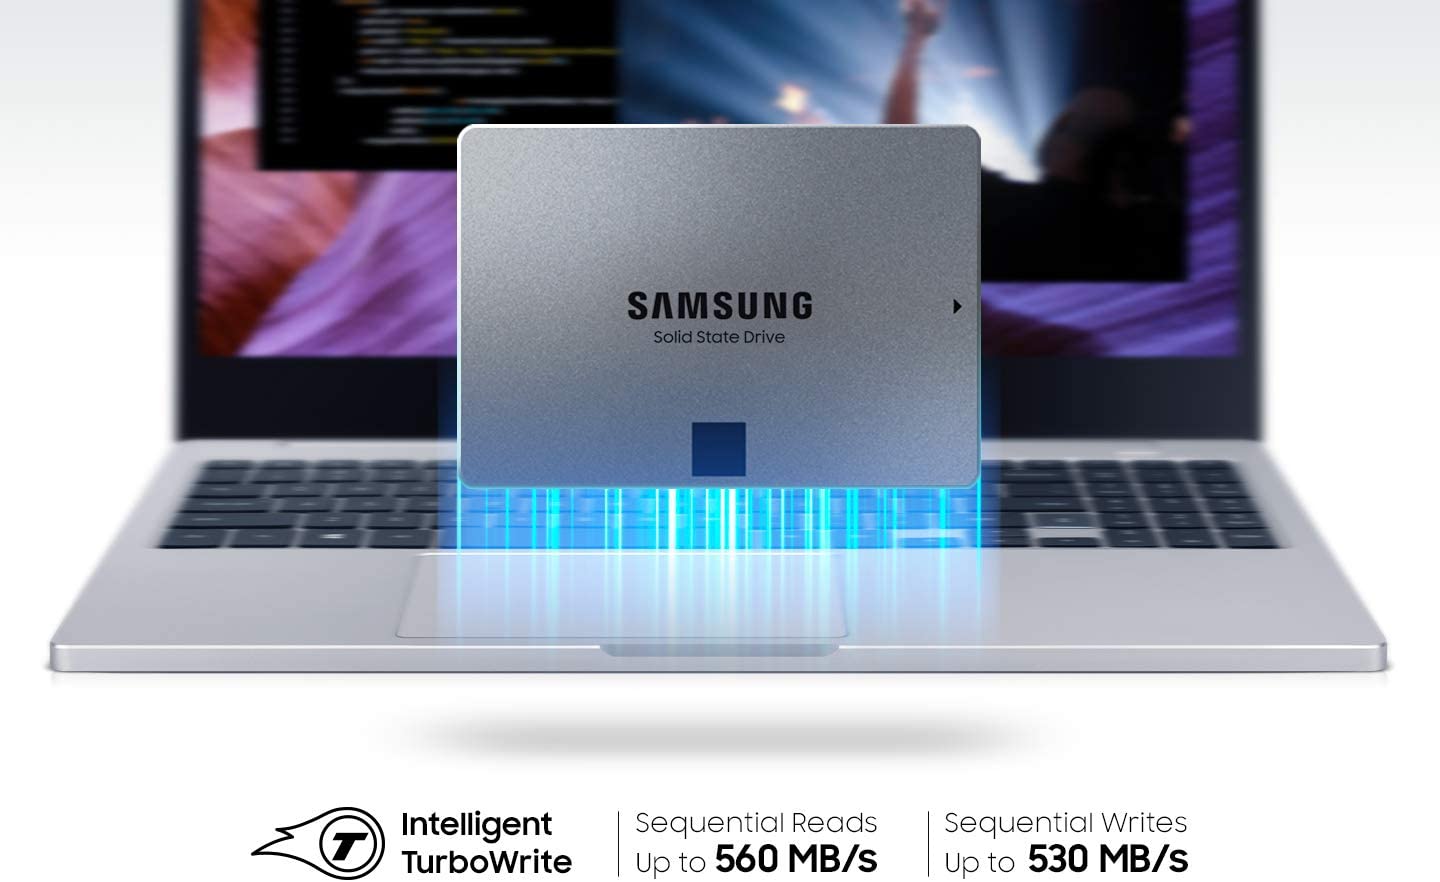 SAMSUNG
Solid State Drive
Intelligent
TurboWrite
Sequential Reads
Up to 560 MB/s
Sequential Writes
Up to 530 MB/s